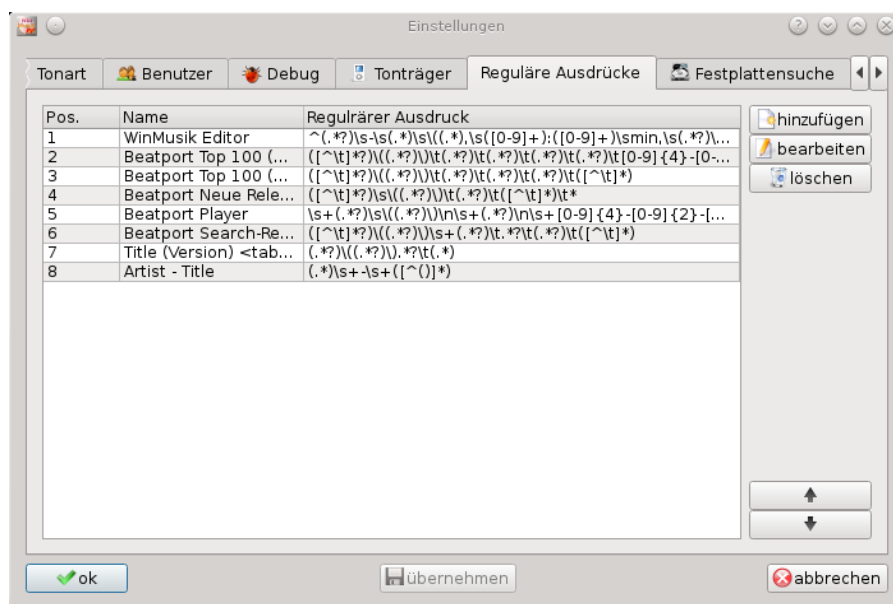 Einstellungen
Tonart Benutzer Debug Tonträger Reguläre Ausdrücke Festplattensuche
Pos. Name Regulrärer Ausdruck
1 WinMusik Editor ^(.*?)\s-\s(.*)\s\((.*),\s([0-9]+):([0-9]+)\smin,\s(.*?)\...
2 Beatport Top 100 (... ([^\t]*?)\((.*?)\)\t(.*?)\t(.*?)\t(.*?)\t(.*?)\t[0-9]{4}-[0-...
3 Beatport Top 100 (... ([^\t]*?)\((.*?)\)\t(.*?)\t(.*?)\t(.*?)\t([^\t]*)
4 Beatport Neue Rele... ([^\t]*?)\s\((.*?)\)\t(.*?)\t([^\t]*?)\t*
5 Beatport Player \s+(.*?)\s\((.*?)\)\n\s+(.*?)\n\s+[0-9]{4}-[0-9]{2}-[...
6 Beatport Search-Re... ([^\t]*?)\((.*?)\)\s+(.*?)\t.*?\t(.*?)\t([^\t]*)
7 Title (Version) <tab... (.*?)\((.*?)\).*?\t(.*)
8 Artist - Title (.*)\s+-\s+([^()]*)
hinzufügen
bearbeiten
löschen
ok übernehmen abbrechen